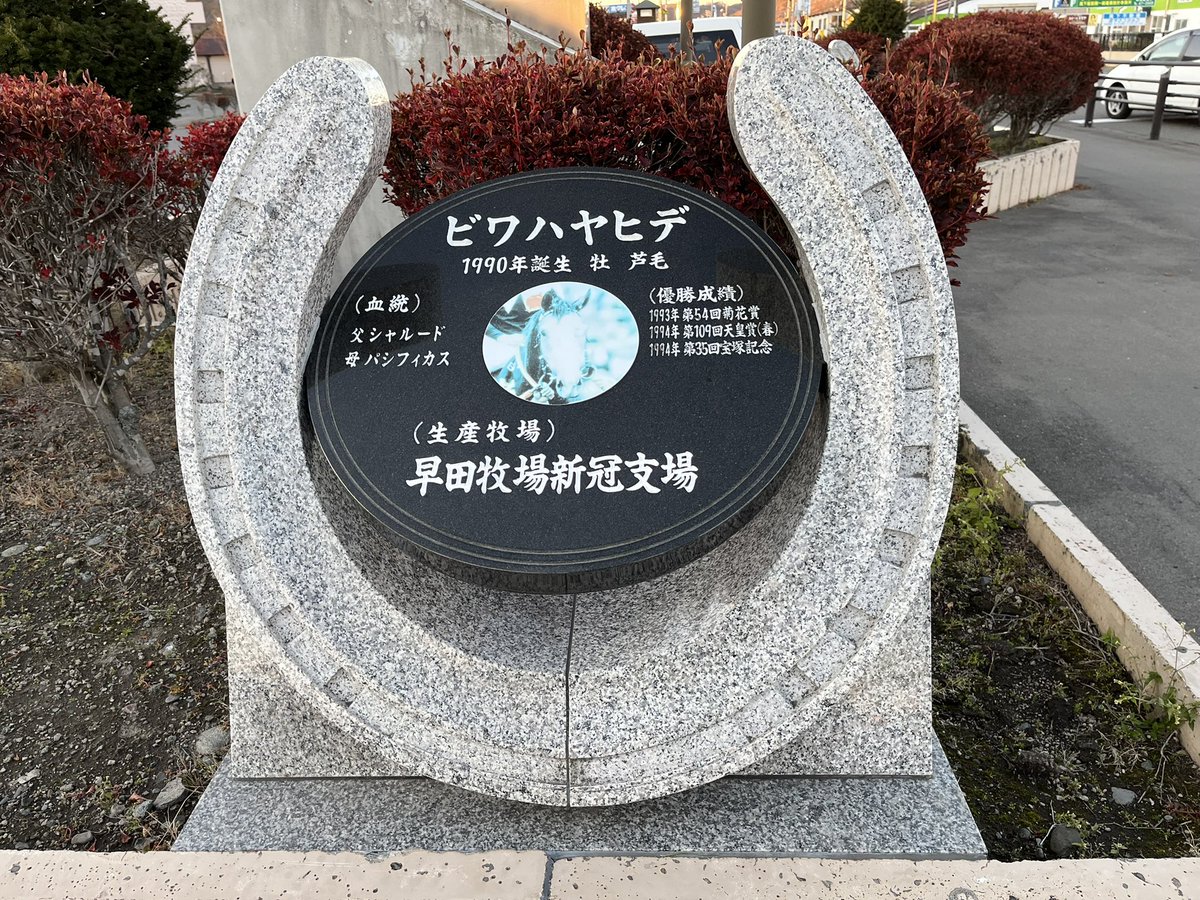 ビワハヤヒデ
1990年誕生 牡 芦毛
(血統)
父シャルード
母パシフィカス
(優勝成績)
1993年第54回菊花賞
1994年第109回天皇賞(春)
1994年第35回宝塚記念
(生産牧場)
早田牧場新冠支場